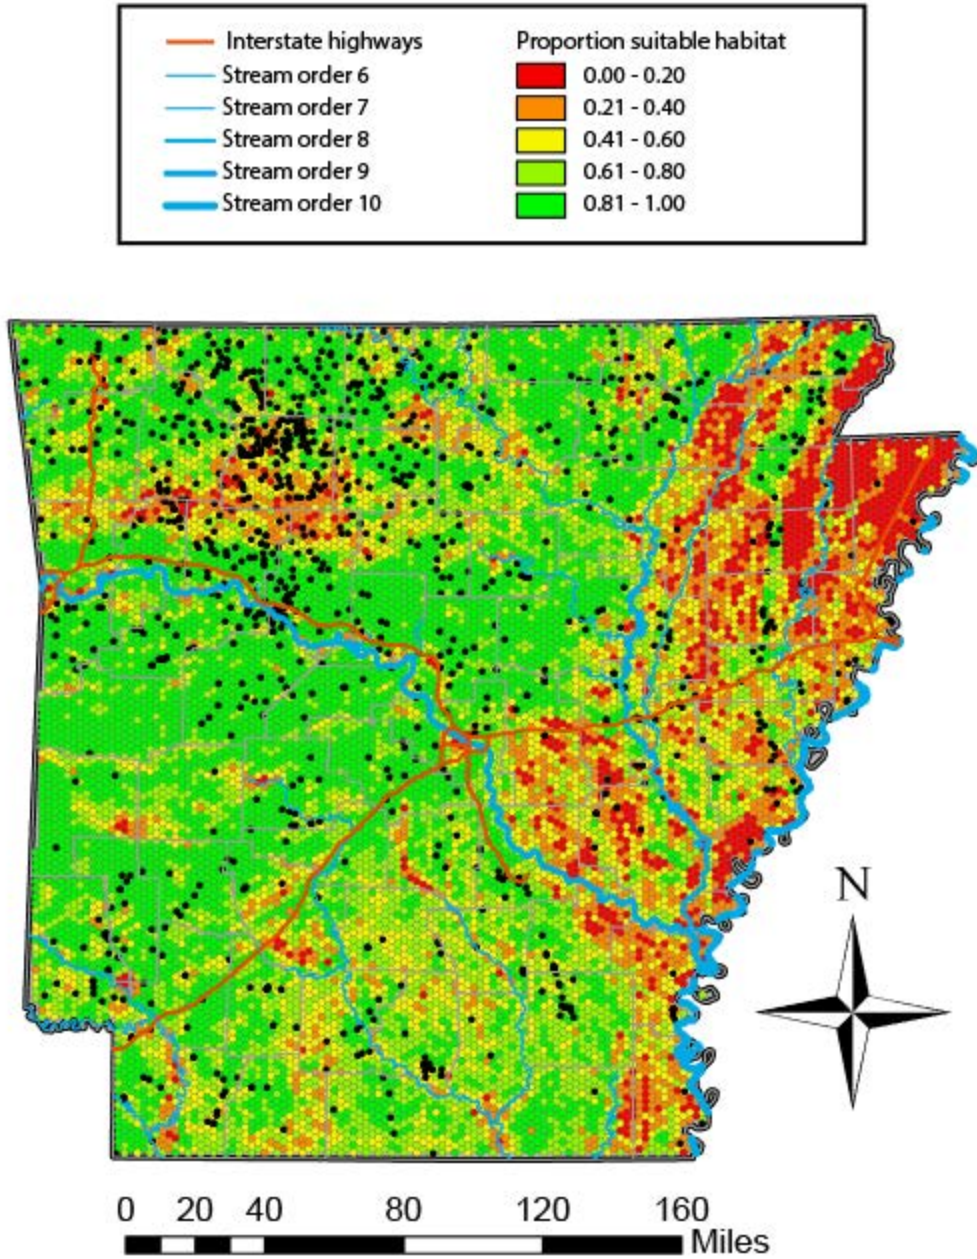 Interstate highways
Stream order 6
Stream order 7
Stream order 8
Stream order 9
Stream order 10
Proportion suitable habitat
0.00 - 0.20
0.21 - 0.40
0.41 - 0.60
0.61 - 0.80
0.81 - 1.00
N
0 20 40 80 120 160
Miles